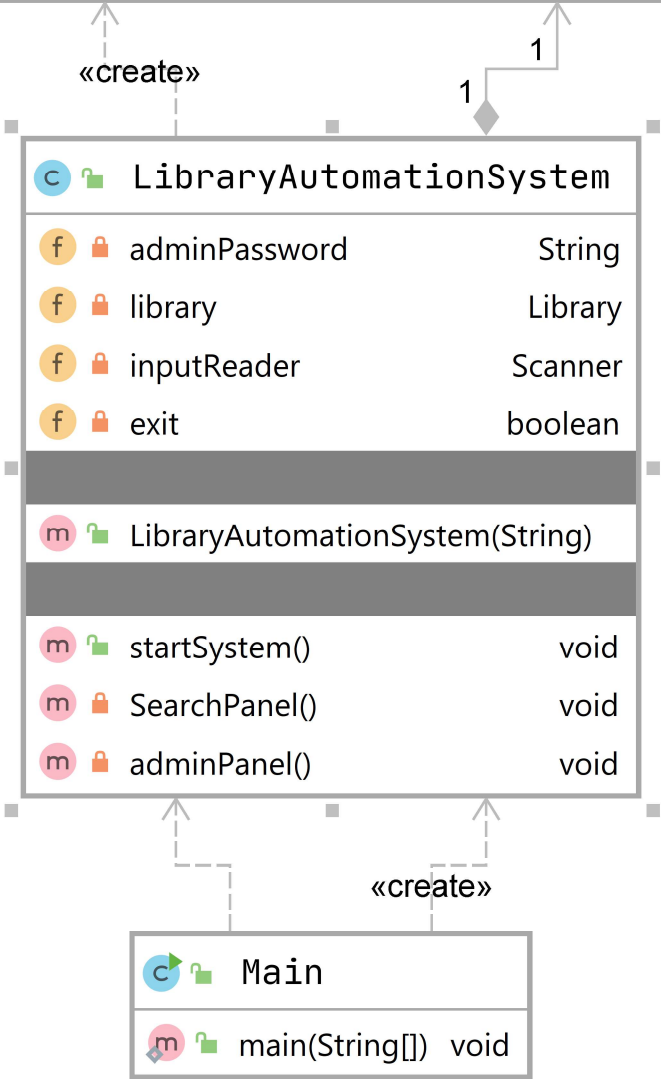 «create»
1
1
c LibraryAutomationSystem
f adminPassword String
f library Library
f inputReader Scanner
f exit boolean
m LibraryAutomationSystem(String)
m startSystem() void
m SearchPanel() void
m adminPanel() void
«create»
c Main
m main(String[]) void